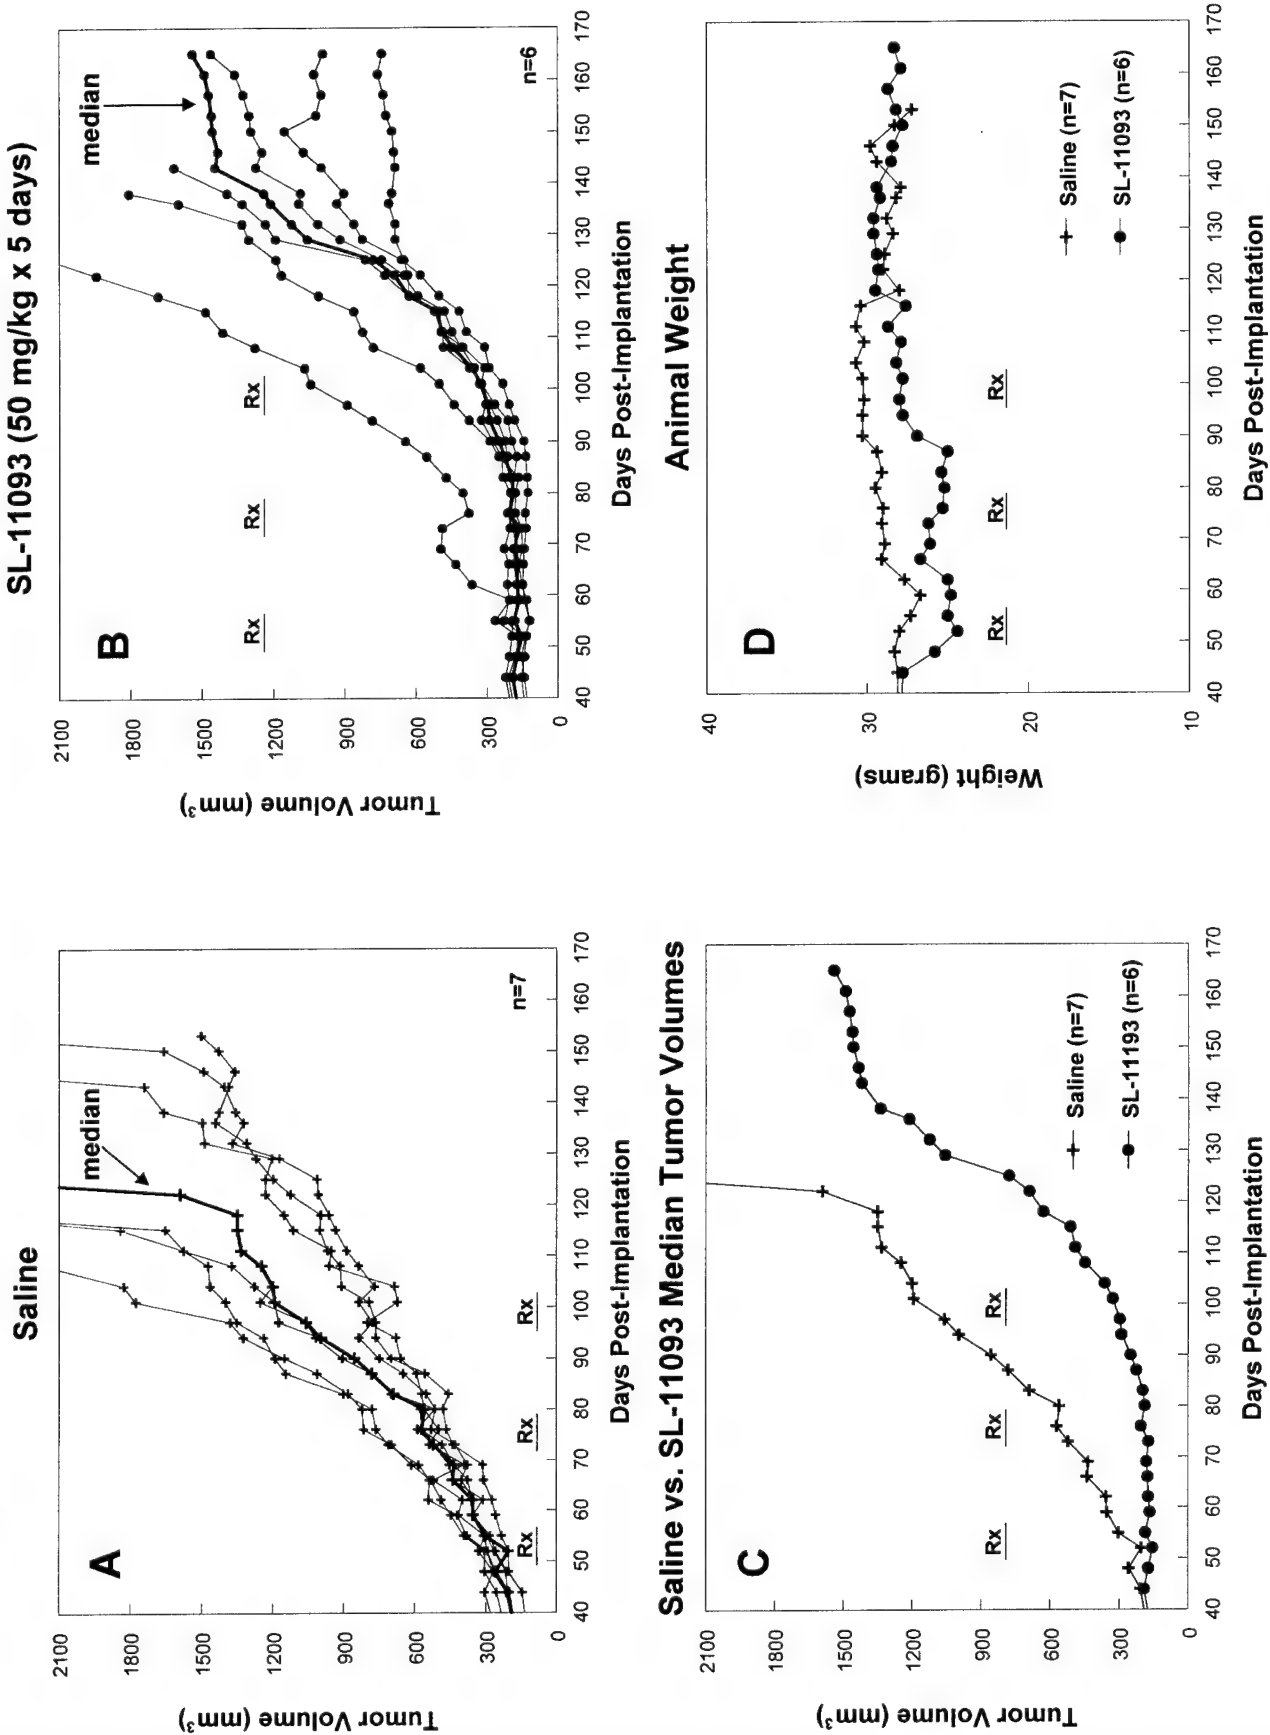 Saline
A
median
n=7
Rx
Rx
Rx
2100
1800
1500
1200
900
600
300
0
40 50 60 70 80 90 100 110 120 130 140 150 160 170
Tumor Volume (mm³)
Days Post-Implantation
SL-11093 (50 mg/kg x 5 days)
B
median
n=6
Rx
Rx
Rx
2100
1800
1500
1200
900
600
300
0
40 50 60 70 80 90 100 110 120 130 140 150 160 170
Tumor Volume (mm³)
Days Post-Implantation
Saline vs. SL-11093 Median Tumor Volumes
C
Rx
Rx
Rx
Saline (n=7)
SL-11193 (n=6)
2100
1800
1500
1200
900
600
300
0
40 50 60 70 80 90 100 110 120 130 140 150 160 170
Tumor Volume (mm³)
Days Post-Implantation
Animal Weight
D
Rx
Rx
Rx
Saline (n=7)
SL-11093 (n=6)
40
30
20
10
40 50 60 70 80 90 100 110 120 130 140 150 160 170
Weight (grams)
Days Post-Implantation